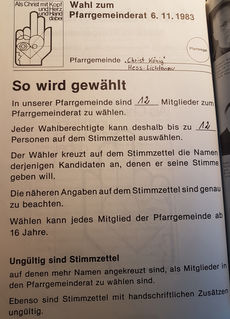 Als Christ mit Kopf
und Herz
und Hand
dabei
Wahl zum
Pfarrgemeinderat 6. 11. 1983
Pfarrgemeinde „Christ König"
Hess.-Lichtenau
So wird gewählt
In unserer Pfarrgemeinde sind 12 Mitglieder zum
Pfarrgemeinderat zu wählen.
Jeder Wahlberechtigte kann deshalb bis zu 12
Personen auf dem Stimmzettel auswählen.
Der Wähler kreuzt auf dem Stimmzettel die Namen
derjenigen Kandidaten an, denen er seine Stimme
geben will.
Die näheren Angaben auf dem Stimmzettel sind genau
zu beachten.
Wählen kann jedes Mitglied der Pfarrgemeinde ab
16 Jahre.
Ungültig sind Stimmzettel
auf denen mehr Namen angekreuzt sind, als Mitglieder in
den Pfarrgemeinderat zu wählen sind.
Ebenso sind Stimmzettel mit handschriftlichen Zusätzen
ungültig.